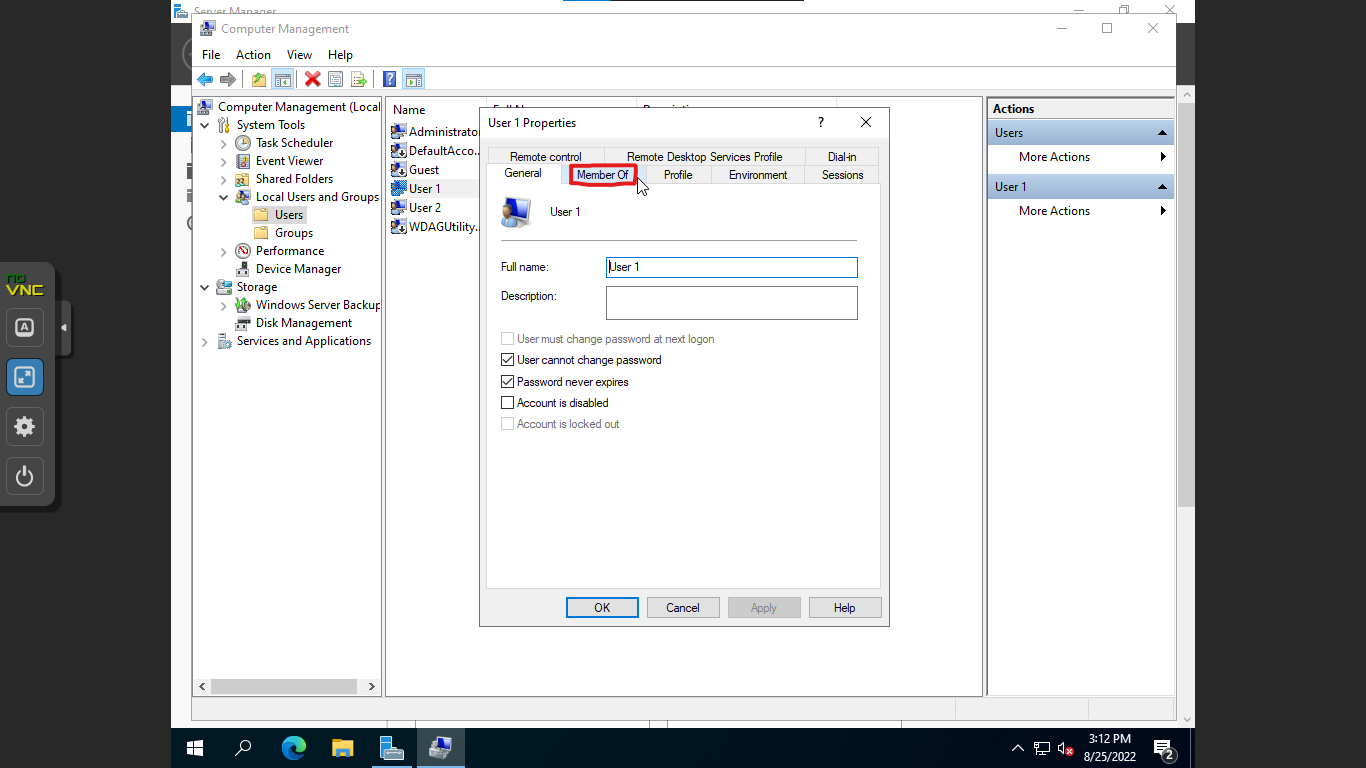 Server Manager
Computer Management
File Action View Help
Computer Management (Local
System Tools
Task Scheduler
Event Viewer
Shared Folders
Local Users and Groups
Users
Groups
Performance
Device Manager
Storage
Windows Server Backup
Disk Management
Services and Applications
Name
Administrator
DefaultAcco...
Guest
User 1
User 2
WDAGUtility...
User 1 Properties
?
Remote control Remote Desktop Services Profile Dial-in
General Member Of Profile Environment Sessions
User 1
Full name: User 1
Description:
User must change password at next logon
User cannot change password
Password never expires
Account is disabled
Account is locked out
OK Cancel Apply Help
Actions
Users
More Actions
User 1
More Actions
no
VNC
A
3:12 PM
8/25/2022
2